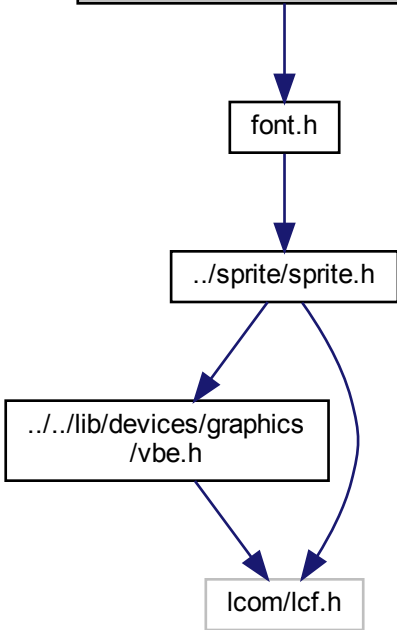 font.h
../sprite/sprite.h
../../lib/devices/graphics
/vbe.h
lcom/lcf.h